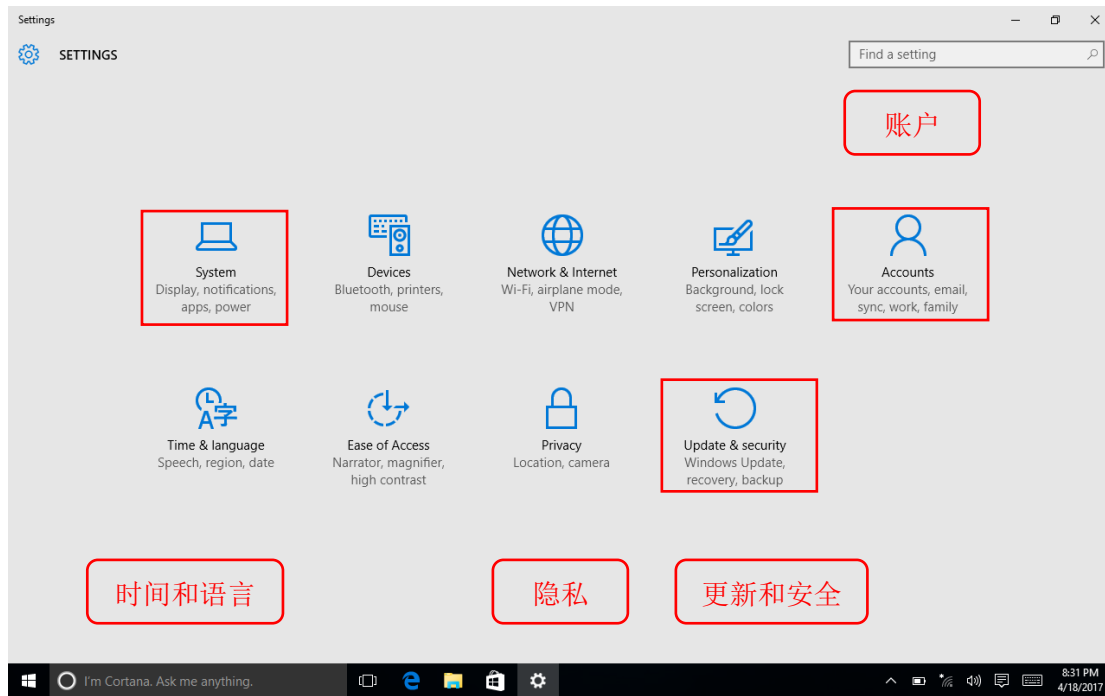 Settings
SETTINGS
Find a setting
账户
System
Display, notifications,
apps, power
Devices
Bluetooth, printers,
mouse
Network & Internet
Wi-Fi, airplane mode,
VPN
Personalization
Background, lock
screen, colors
Accounts
Your accounts, email,
sync, work, family
Time & language
Speech, region, date
Ease of Access
Narrator, magnifier,
high contrast
Privacy
Location, camera
Update & security
Windows Update,
recovery, backup
时间和语言
隐私
更新和安全
I'm Cortana. Ask me anything.
8:31 PM
4/18/2017